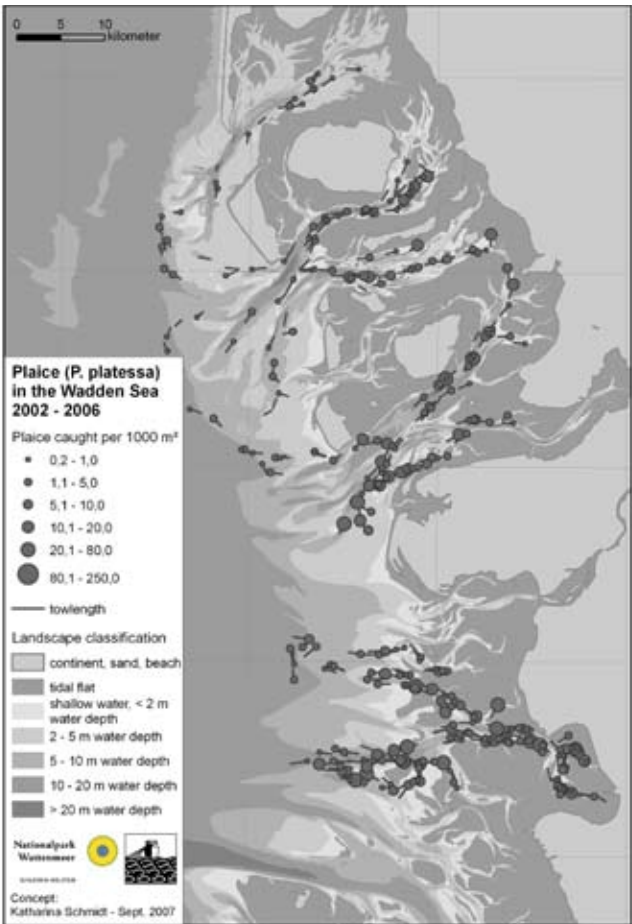 0 5 10
kilometer
Plaice (P. platessa)
in the Wadden Sea
2002 - 2006
Plaice caught per 1000 m²
0.2 - 1,0
1,1 - 5,0
5,1 - 10,0
10,1 - 20,0
20,1 - 80,0
80,1 - 250,0
towlength
Landscape classification
continent, sand, beach
tidal flat
shallow water, < 2 m
water depth
2 - 5 m water depth
5 - 10 m water depth
10 - 20 m water depth
> 20 m water depth
Nationalpark
Wattenmeer
Concept:
Katharina Schmidt - Sept. 2007